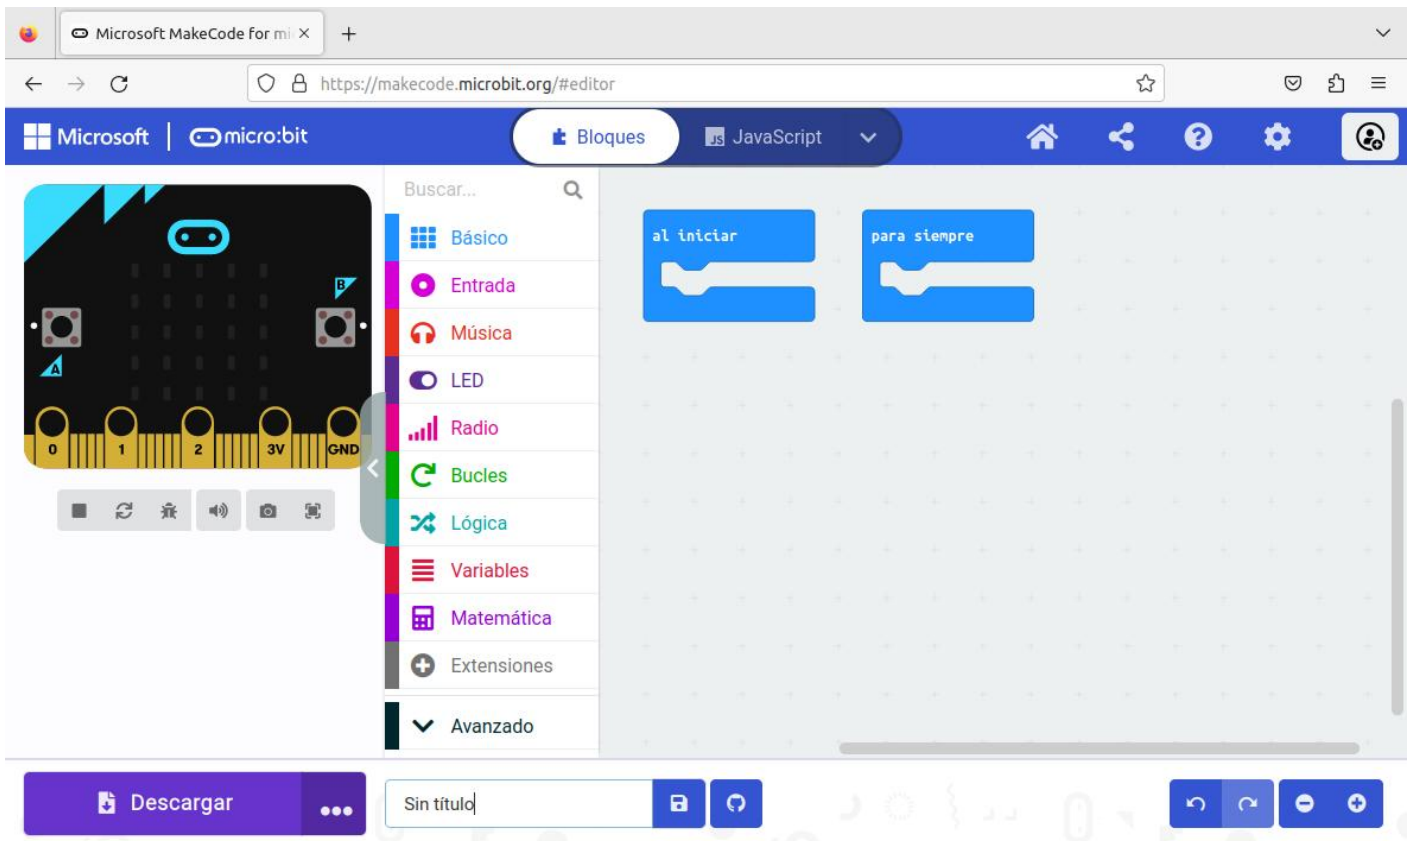 Microsoft MakeCode for mi
https://makecode.microbit.org/#editor
Microsoft | micro:bit
Bloques
JS JavaScript
Buscar...
Básico
Entrada
Música
LED
Radio
Bucles
Lógica
Variables
Matemática
Extensiones
Avanzado
al iniciar
para siempre
B
A
0 1 2 3V GND
Descargar
Sin título